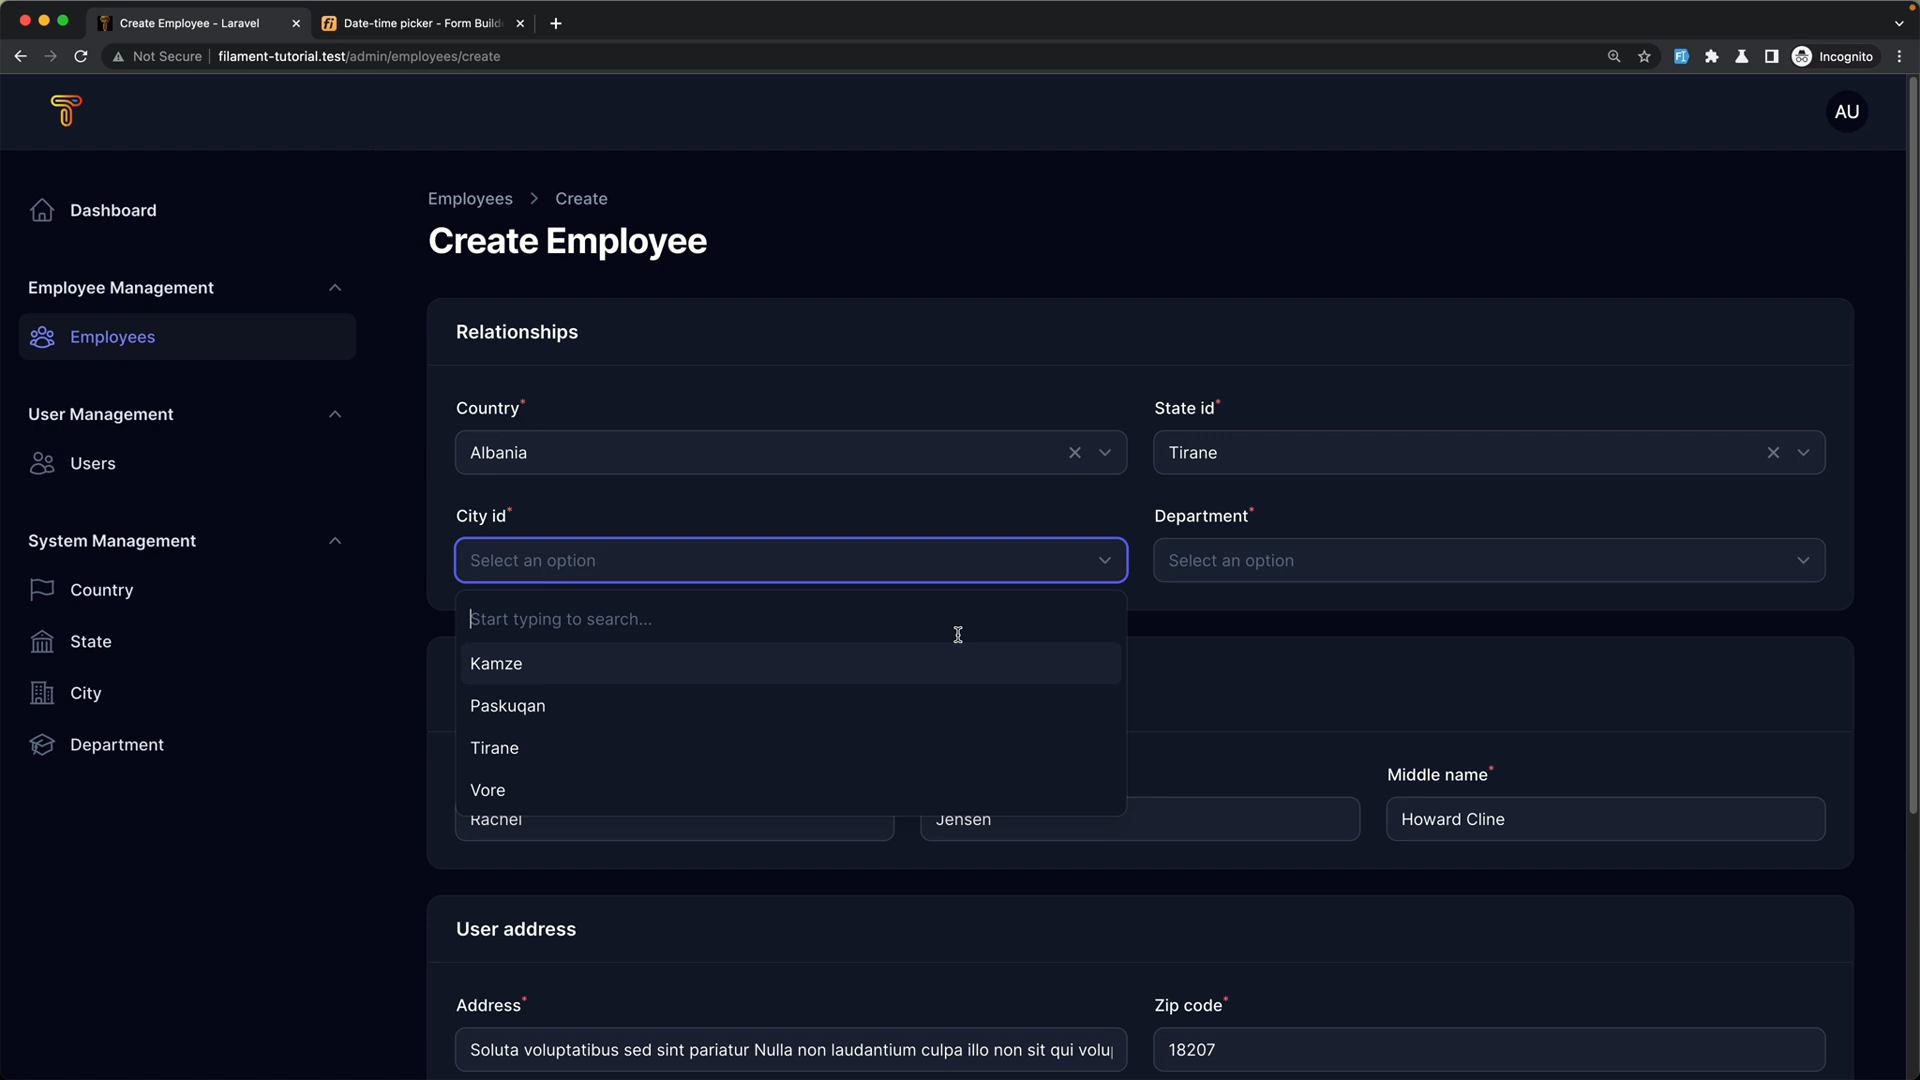 Create Employee - Laravel
Date-time picker - Form Build
Not Secure
filament-tutorial.test/admin/employees/create
Incognito
AU
Dashboard
Employee Management
Employees
User Management
Users
System Management
Country
State
City
Department
Employees > Create
Create Employee
Relationships
Country*
State id*
Albania
Tirane
City id*
Department*
Select an option
Select an option
Start typing to search...
Kamze
Paskuqan
Tirane
Vore
Middle name*
Rachel
Jensen
Howard Cline
User address
Address*
Zip code*
Soluta voluptatibus sed sint pariatur Nulla non laudantium culpa illo non sit qui volu
18207